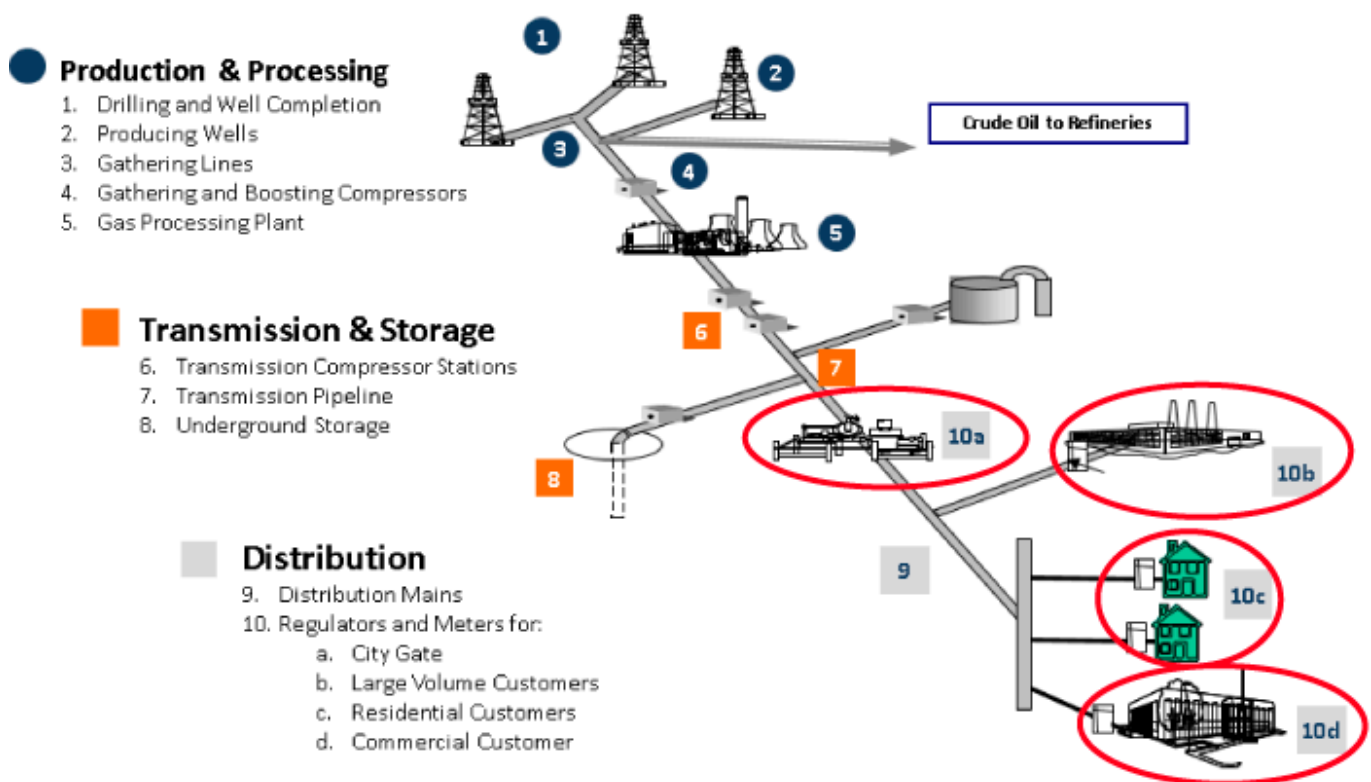 Production & Processing
1. Drilling and Well Completion
2. Producing Wells
3. Gathering Lines
4. Gathering and Boosting Compressors
5. Gas Processing Plant
1
2
3
4
5
Crude Oil to Refineries
Transmission & Storage
6. Transmission Compressor Stations
7. Transmission Pipeline
8. Underground Storage
6
7
8
Distribution
9. Distribution Mains
10. Regulators and Meters for:
a. City Gate
b. Large Volume Customers
c. Residential Customers
d. Commercial Customer
9
10a
10b
10c
10d